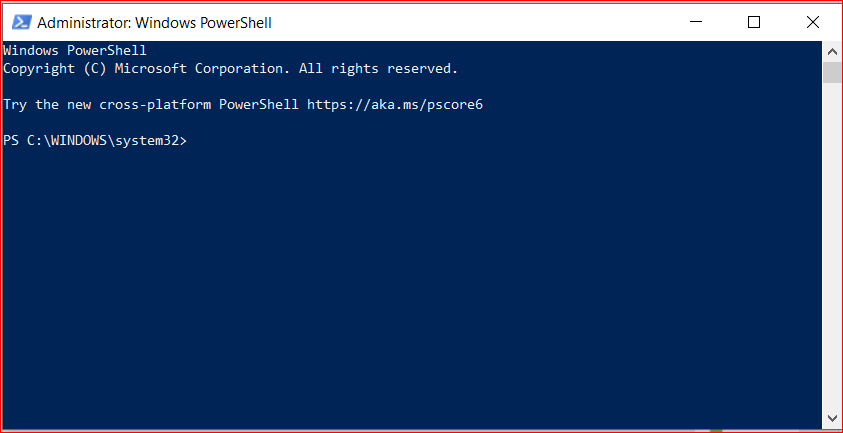 Administrator: Windows PowerShell
Windows PowerShell
Copyright (C) Microsoft Corporation. All rights reserved.
Try the new cross-platform PowerShell https://aka.ms/pscore6
PS C:\WINDOWS\system32>